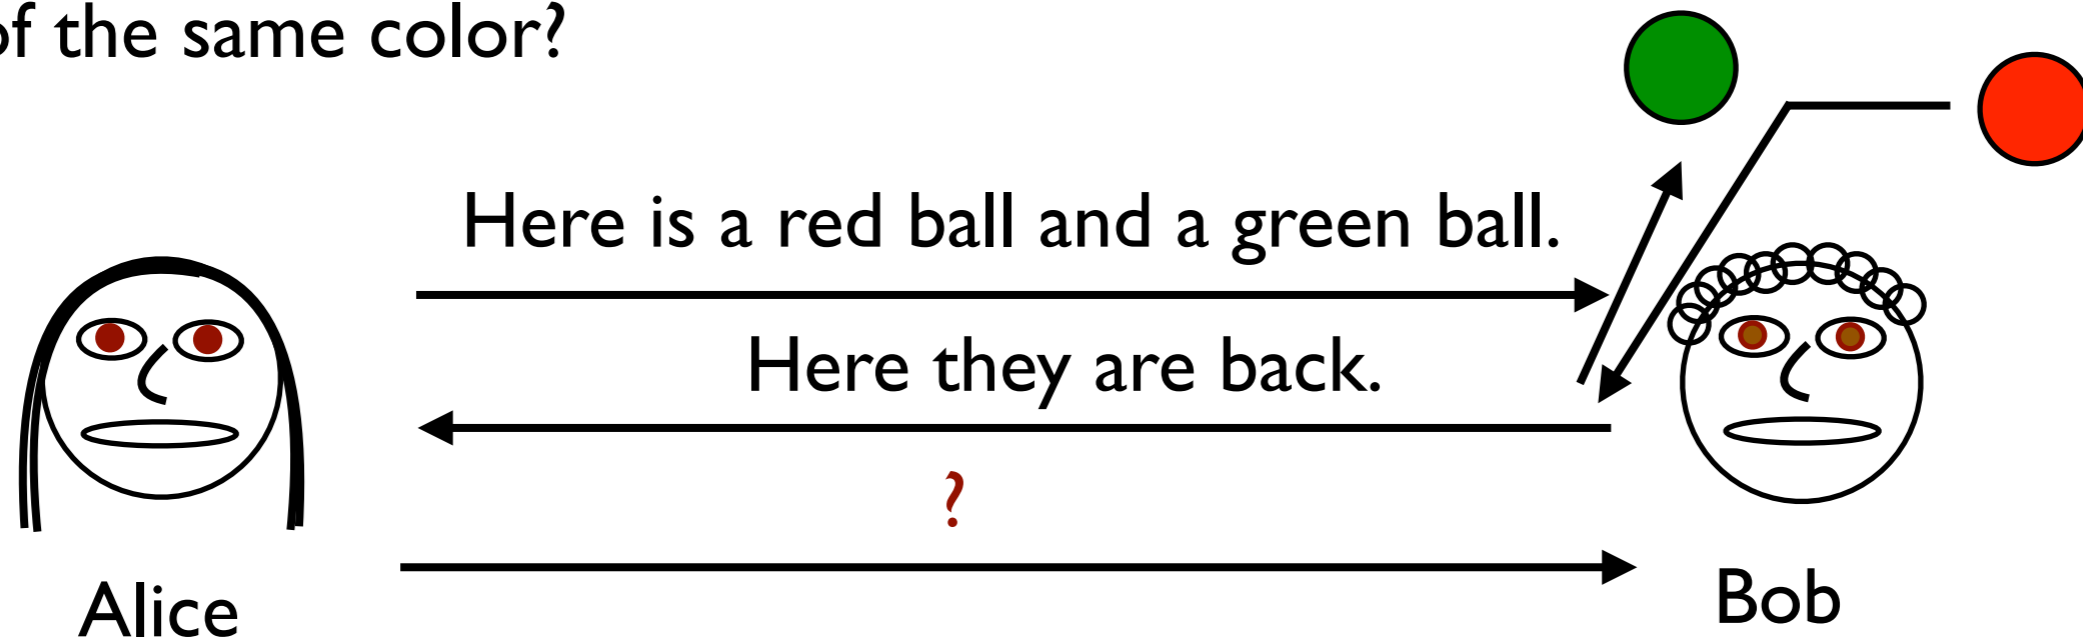 of the same color?
Here is a red ball and a green ball.
Here they are back.
?
Alice
Bob